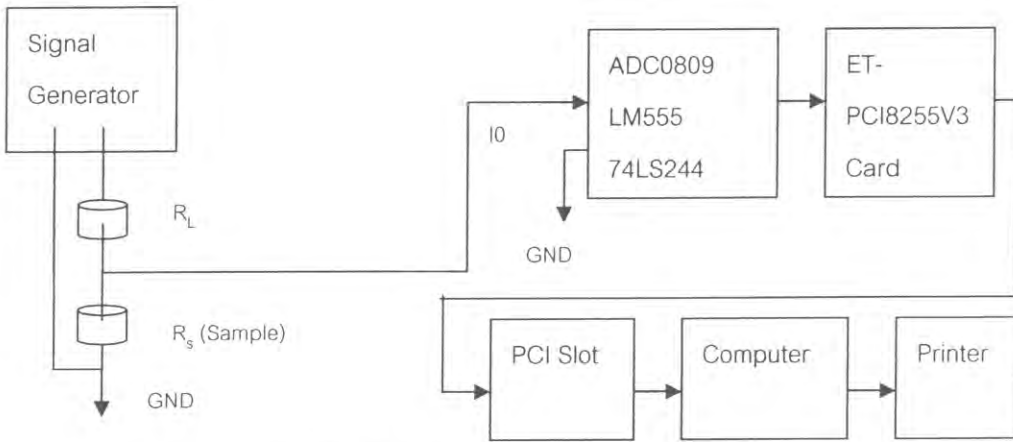 Signal
Generator
R_L
R_s (Sample)
GND
I0
ADC0809
LM555
74LS244
GND
ET-
PCI8255V3
Card
PCI Slot
Computer
Printer